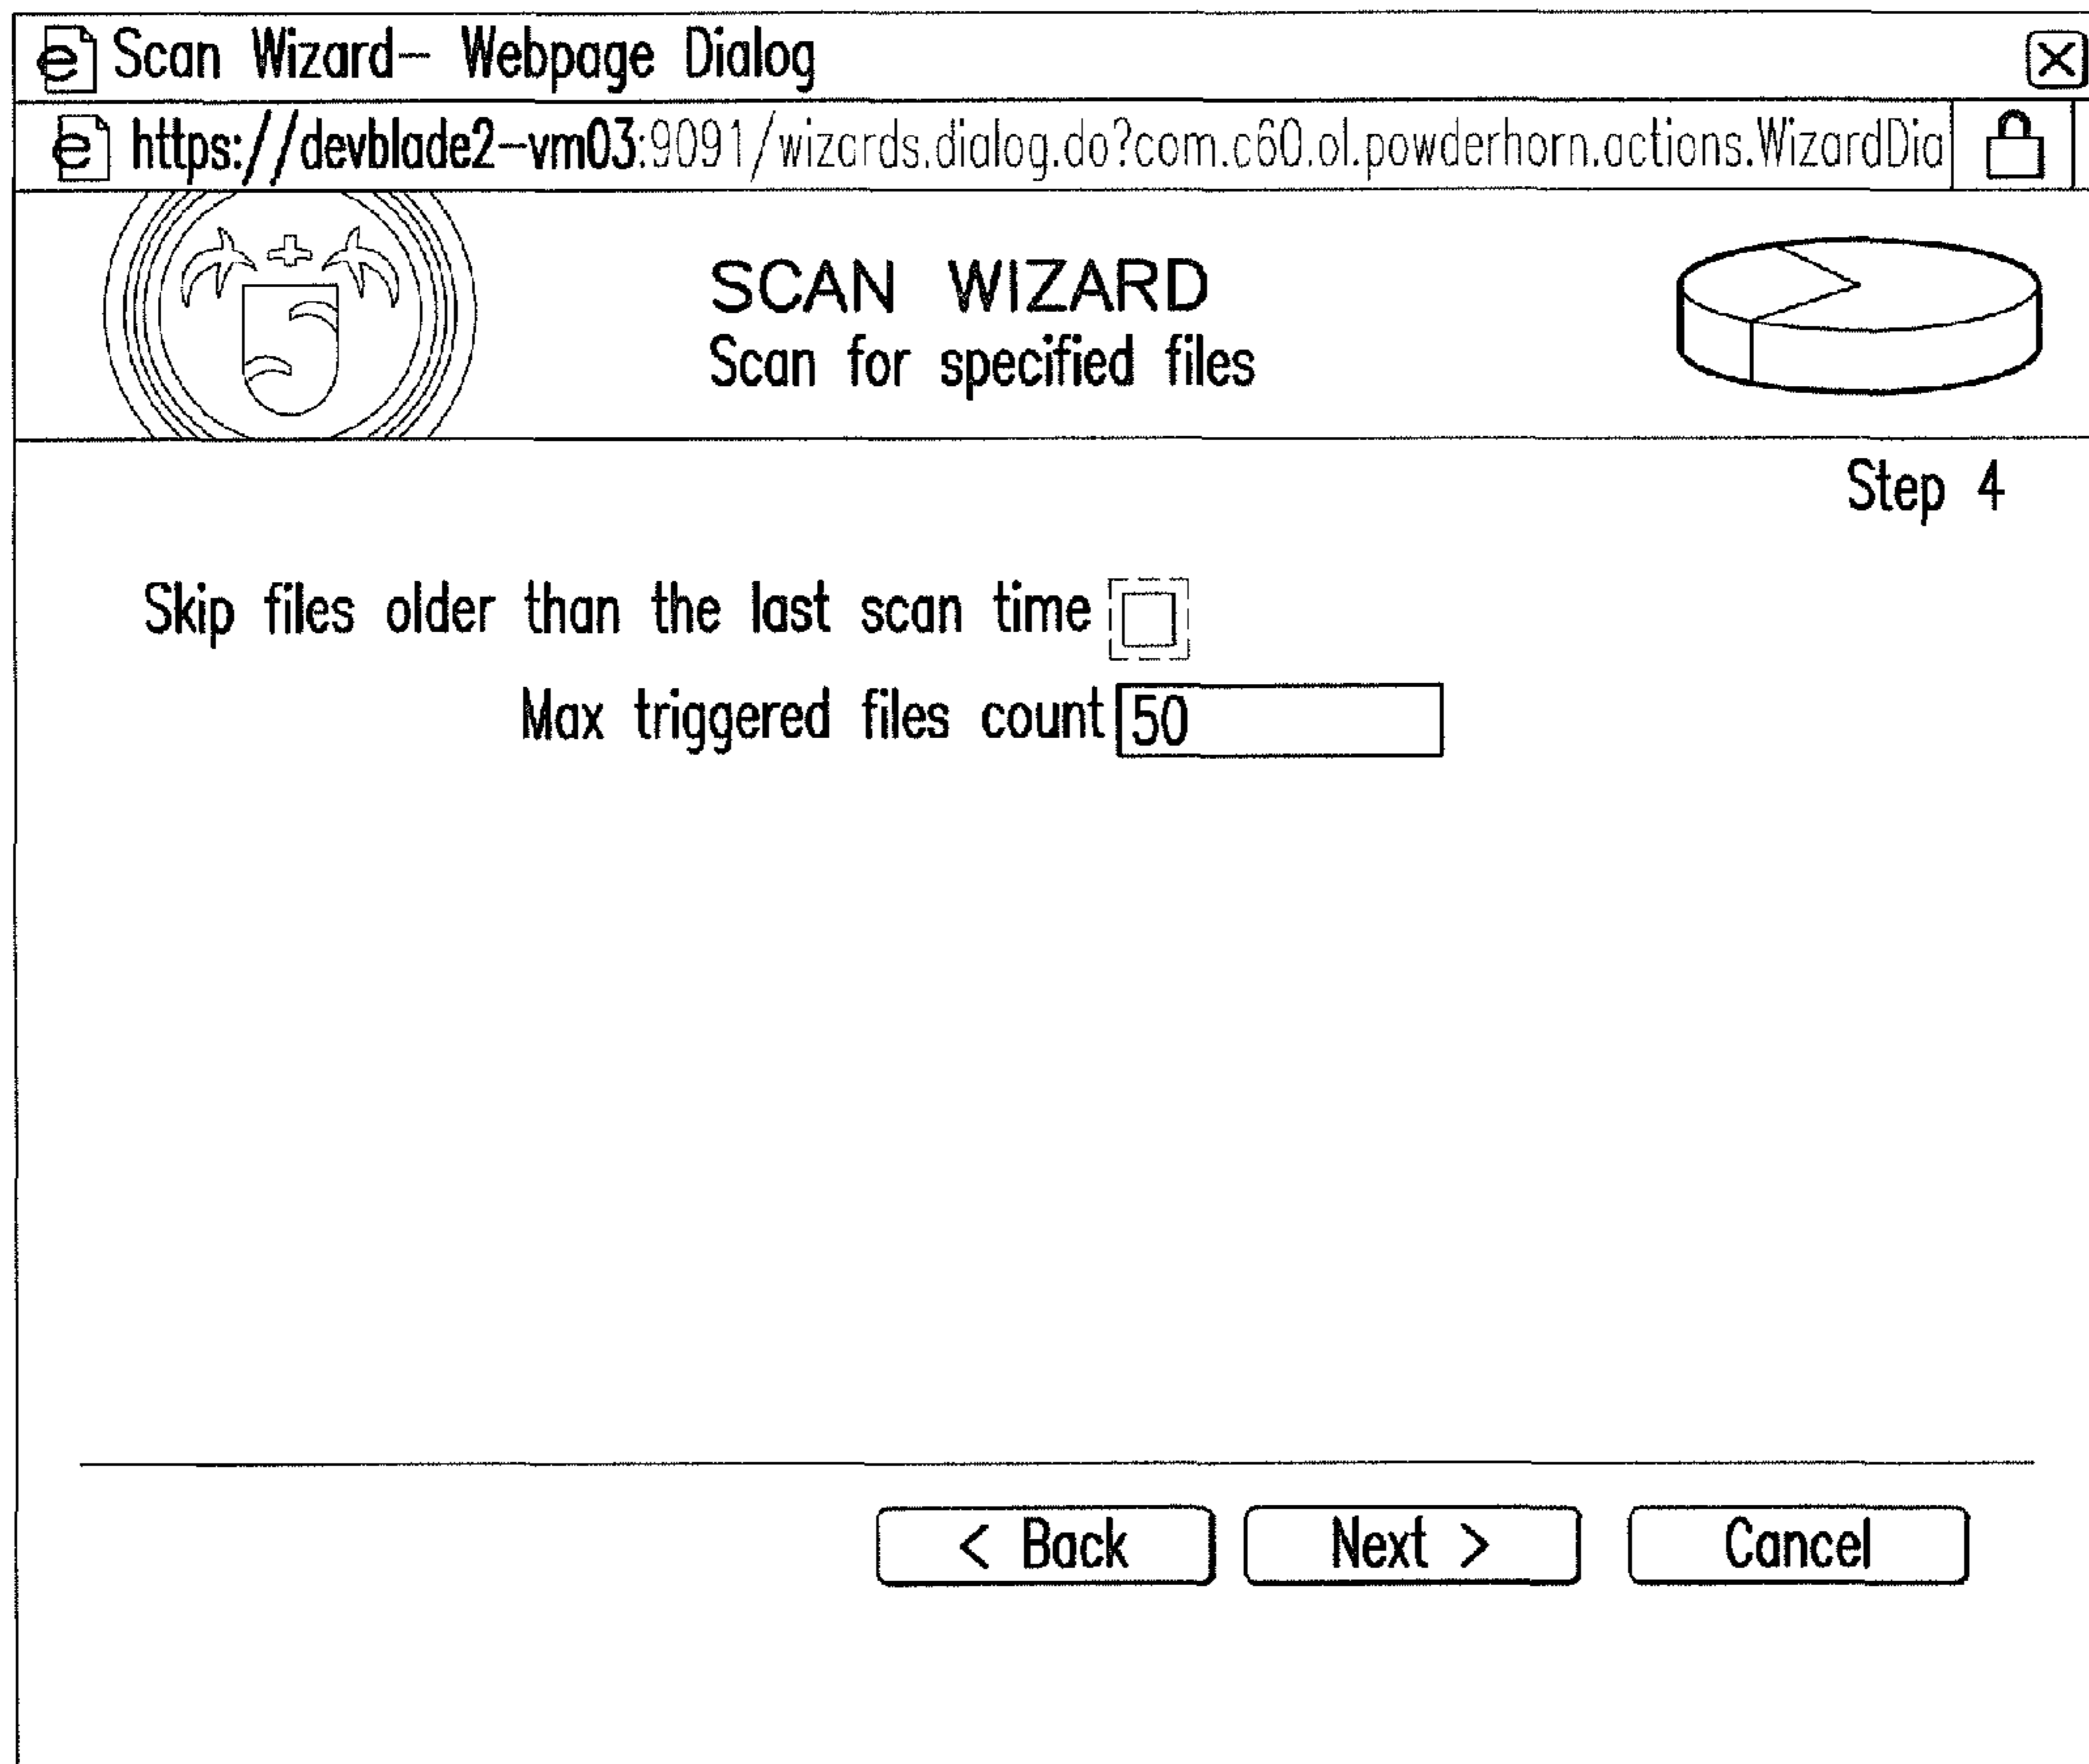 Scan Wizard- Webpage Dialog
https://devblade2-vm03:9091/wizards.dialog.do?com.c60.ol.powderhorn.actions.WizardDia
SCAN WIZARD
Scan for specified files
Step 4
Skip files older than the last scan time
Max triggered files count 50
< Back Next > Cancel